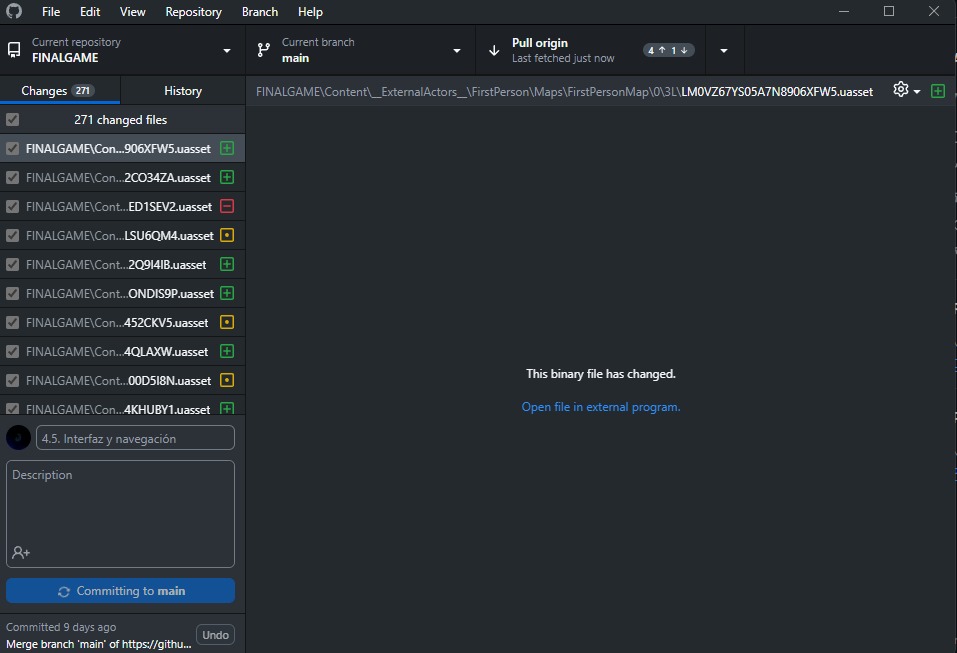 File Edit View Repository Branch Help
Current repository
FINALGAME
Current branch
main
Pull origin
Last fetched just now
4 ↑ 1 ↓
Changes 271
History
271 changed files
FINALGAME\Content\__ExternalActors__\FirstPerson\Maps\FirstPersonMap\0\3L\LM0VZ67YS05A7N8906XFW5.uasset
FINALGAME\Con...906XFW5.uasset
FINALGAME\Con...2CO34ZA.uasset
FINALGAME\Cont...ED1SEV2.uasset
FINALGAME\Con...LSU6QM4.uasset
FINALGAME\Cont...2Q9I4IB.uasset
FINALGAME\Cont...ONDIS9P.uasset
FINALGAME\Cont...452CKV5.uasset
FINALGAME\Cont...4QLAXW.uasset
FINALGAME\Cont...00D5I8N.uasset
FINALGAME\Cont...4KHUBY1.uasset
This binary file has changed.
Open file in external program.
4.5. Interfaz y navegación
Description
Committing to main
Committed 9 days ago
Merge branch 'main' of https://githu...
Undo